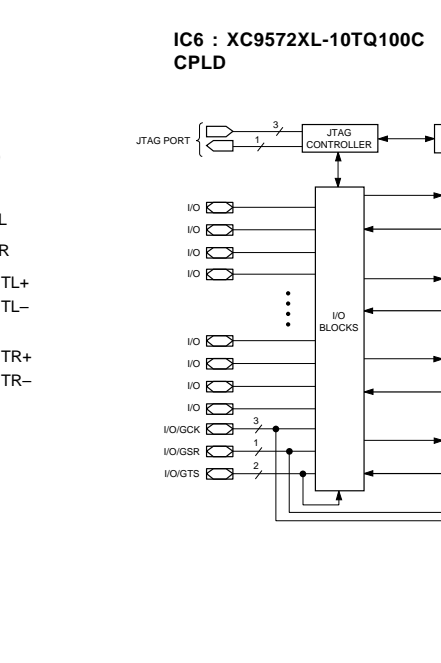 IC6 : XC9572XL-10TQ100C
CPLD
JTAG PORT
3
1
JTAG
CONTROLLER
L
R
TL+
TL–
TR+
TR–
I/O
I/O
I/O
I/O
I/O
BLOCKS
I/O
I/O
I/O
I/O
I/O/GCK
3
I/O/GSR
1
I/O/GTS
2